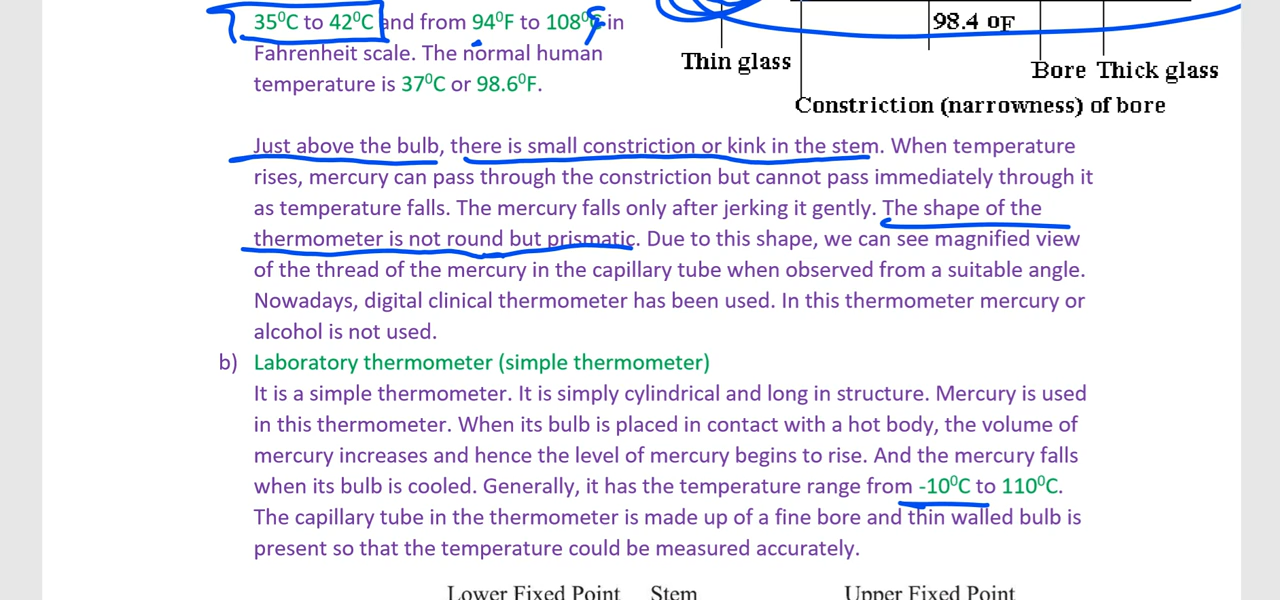 35⁰C to 42⁰C and from 94⁰F to 108⁰F in
Fahrenheit scale. The normal human
temperature is 37⁰C or 98.6⁰F.
98.4 0F
Thin glass
Bore Thick glass
Constriction (narrowness) of bore
Just above the bulb, there is small constriction or kink in the stem. When temperature
rises, mercury can pass through the constriction but cannot pass immediately through it
as temperature falls. The mercury falls only after jerking it gently. The shape of the
thermometer is not round but prismatic. Due to this shape, we can see magnified view
of the thread of the mercury in the capillary tube when observed from a suitable angle.
Nowadays, digital clinical thermometer has been used. In this thermometer mercury or
alcohol is not used.
b) Laboratory thermometer (simple thermometer)
It is a simple thermometer. It is simply cylindrical and long in structure. Mercury is used
in this thermometer. When its bulb is placed in contact with a hot body, the volume of
mercury increases and hence the level of mercury begins to rise. And the mercury falls
when its bulb is cooled. Generally, it has the temperature range from -10⁰C to 110⁰C.
The capillary tube in the thermometer is made up of a fine bore and thin walled bulb is
present so that the temperature could be measured accurately.
Lower Fixed Point Stem Upper Fixed Point